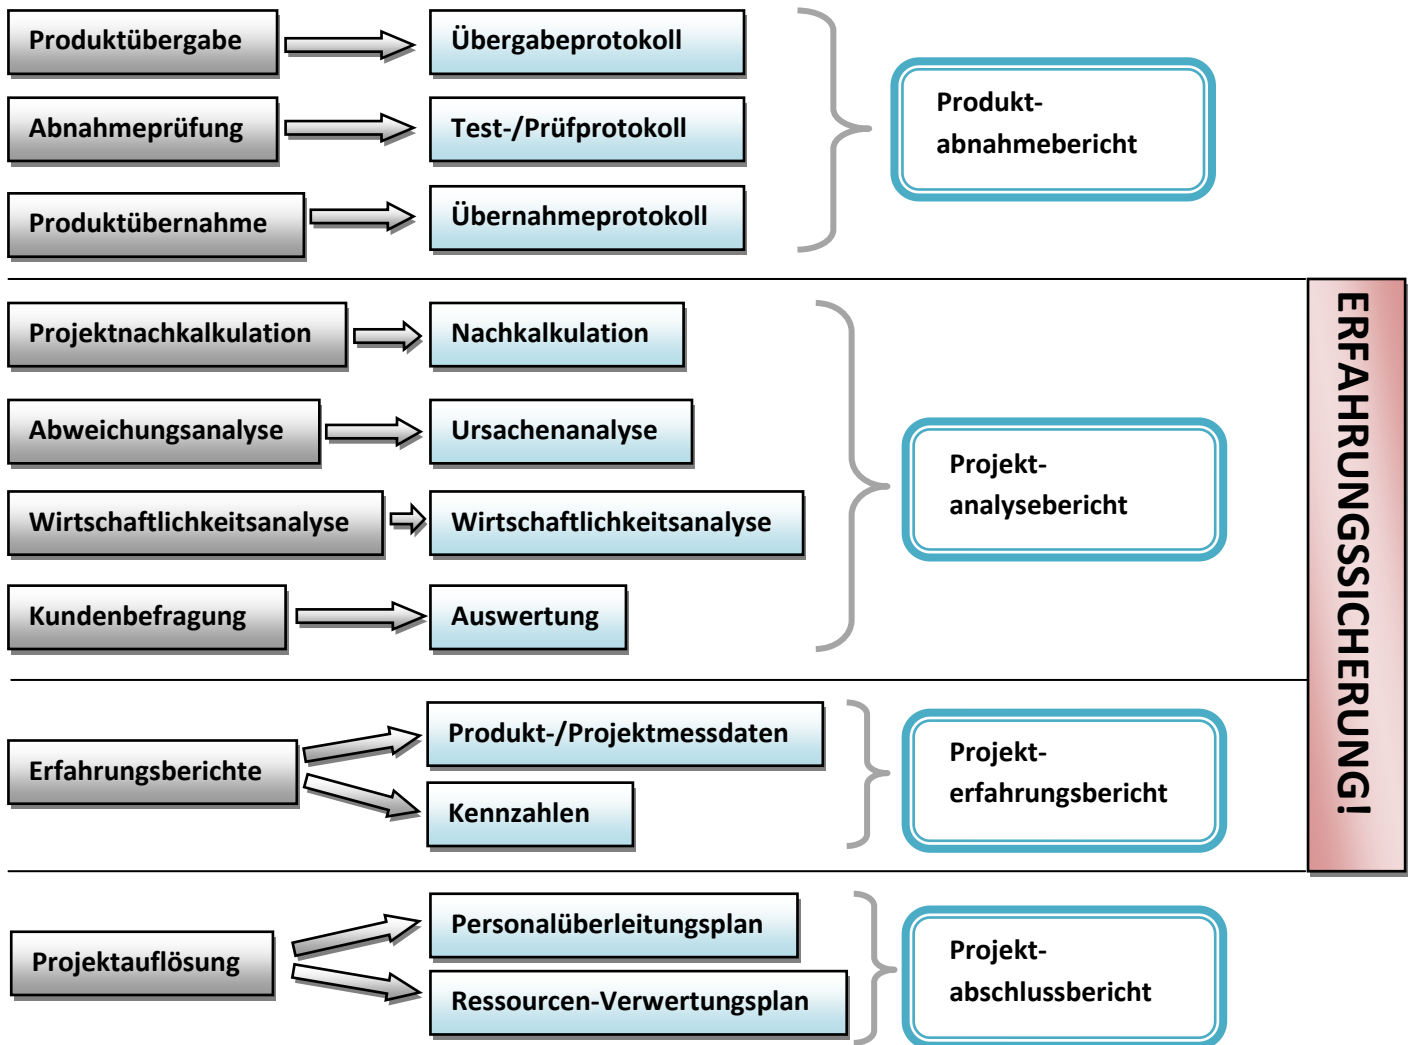 Produktübergabe
Übergabeprotokoll
Abnahmeprüfung
Test-/Prüfprotokoll
Produktübernahme
Übernahmeprotokoll
Produkt-
abnahmebericht
Projektnachkalkulation
Nachkalkulation
Abweichungsanalyse
Ursachenanalyse
Wirtschaftlichkeitsanalyse
Wirtschaftlichkeitsanalyse
Kundenbefragung
Auswertung
Projekt-
analysebericht
Erfahrungsberichte
Produkt-/Projektmessdaten
Kennzahlen
Projekt-
erfahrungsbericht
ERFAHRUNGSSICHERUNG!
Projektauflösung
Personalüberleitungsplan
Ressourcen-Verwertungsplan
Projekt-
abschlussbericht